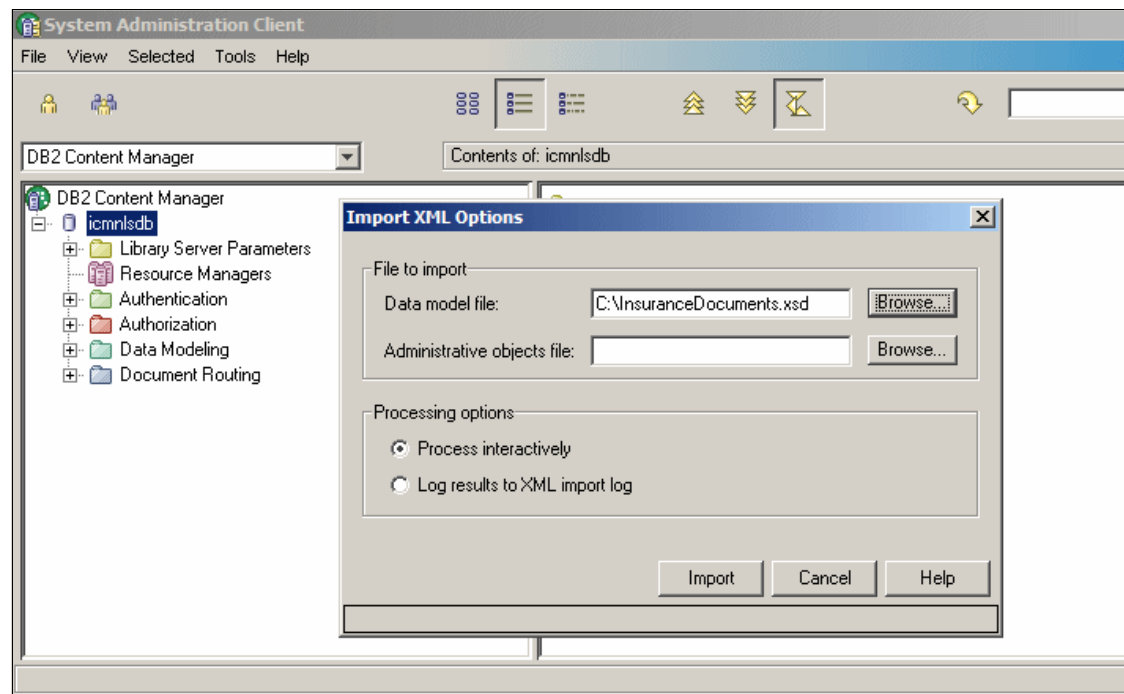 System Administration Client
File View Selected Tools Help
DB2 Content Manager
Contents of: icmnlsdb
DB2 Content Manager
icmnlsdb
Library Server Parameters
Resource Managers
Authentication
Authorization
Data Modeling
Document Routing
Import XML Options
File to import
Data model file: C:\InsuranceDocuments.xsd Browse...
Administrative objects file: Browse...
Processing options
Process interactively
Log results to XML import log
Import Cancel Help